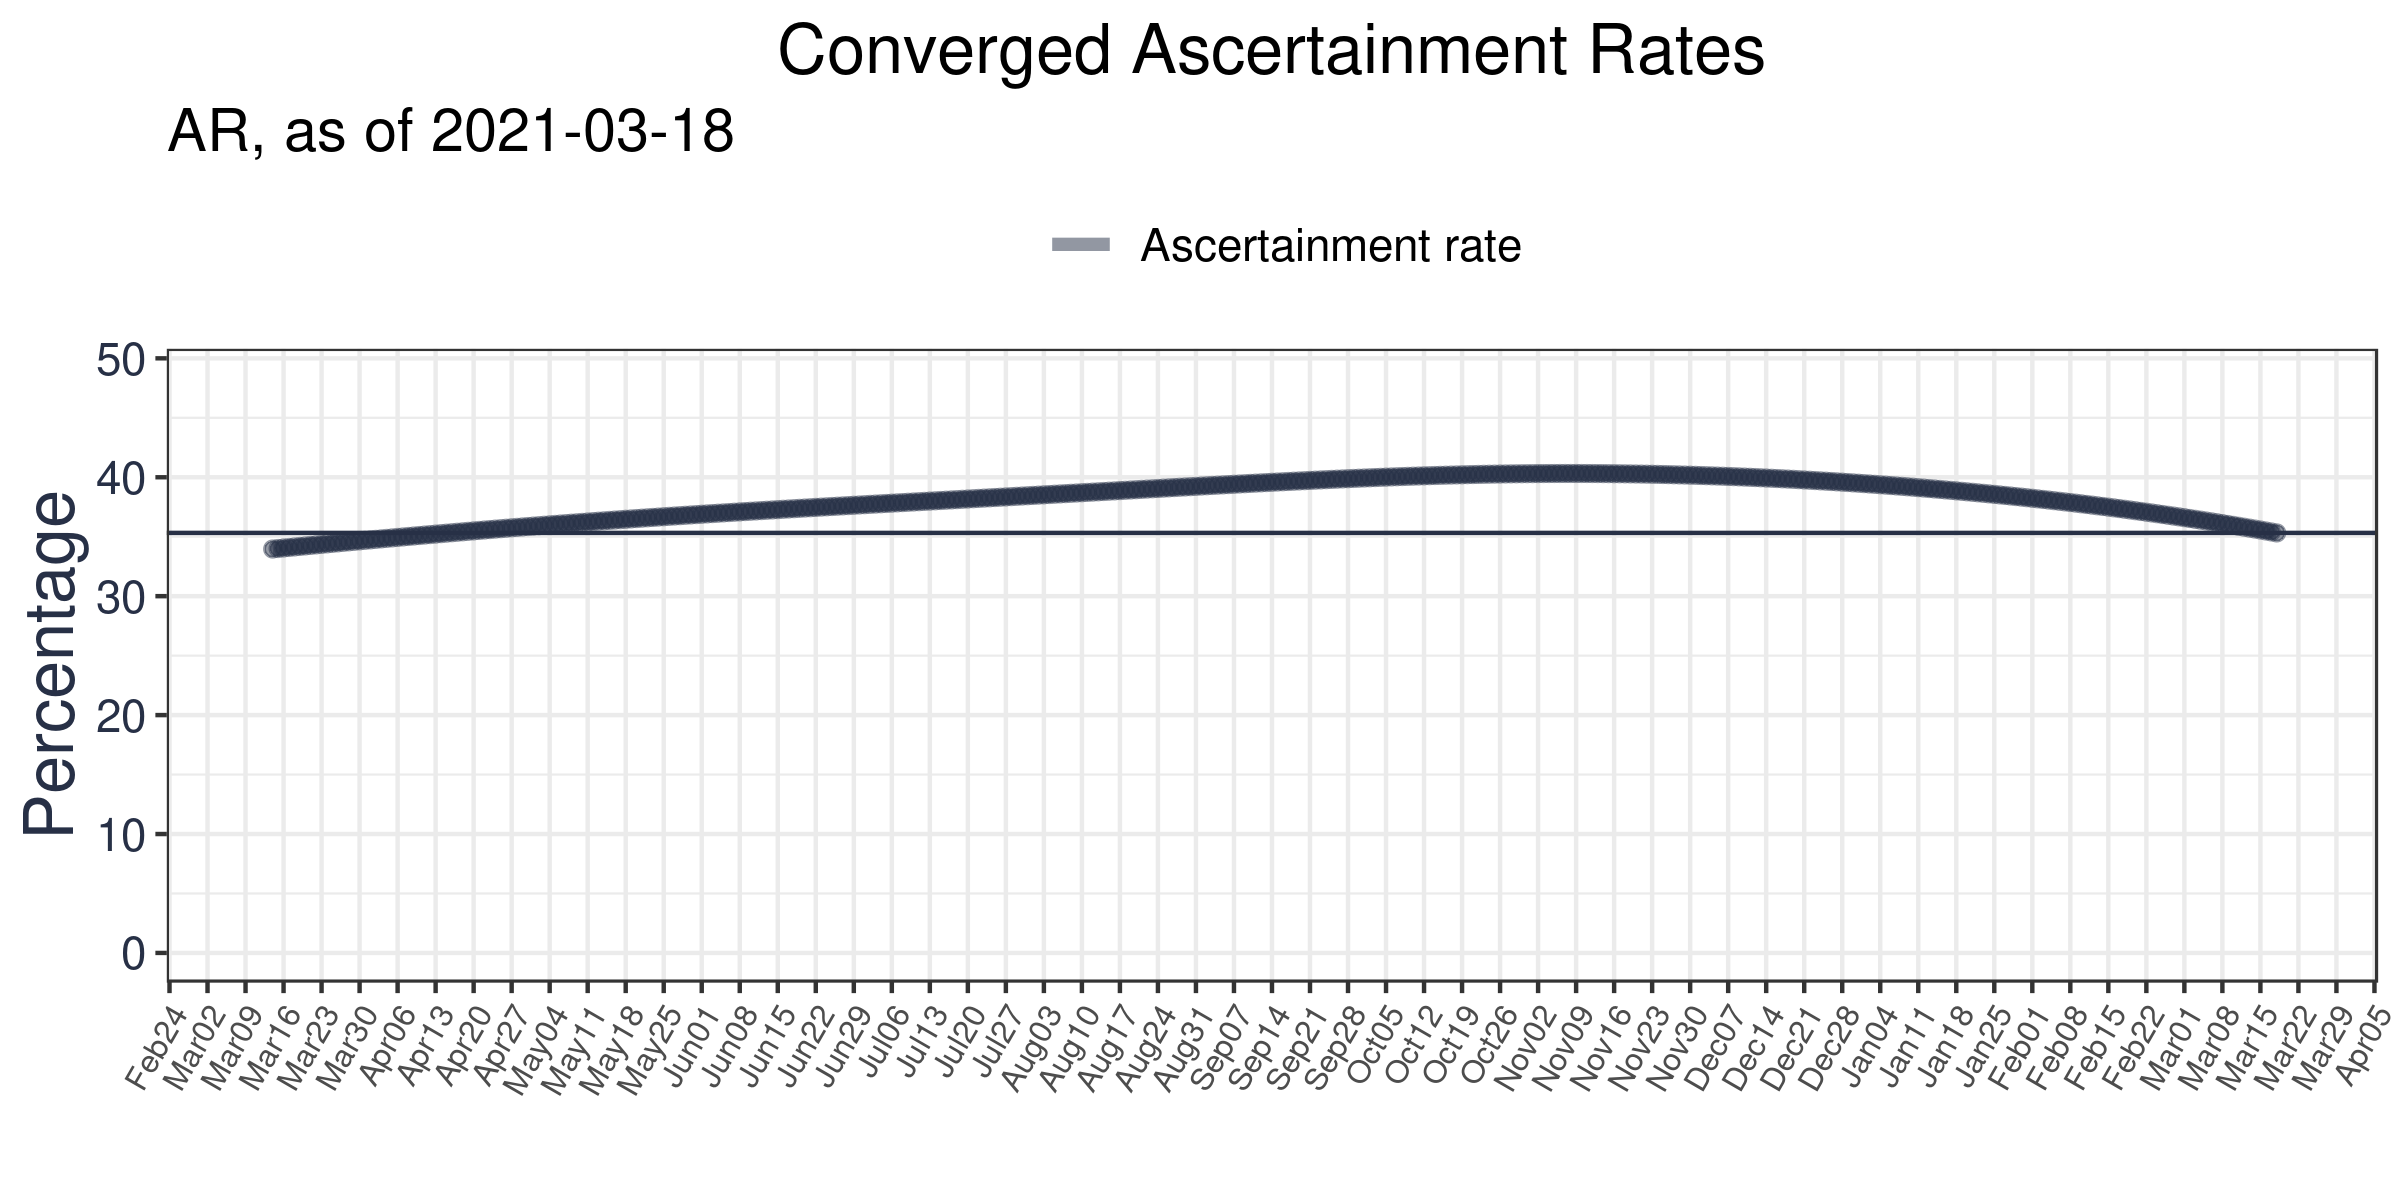 Converged Ascertainment Rates
AR, as of 2021-03-18
Ascertainment rate
Percentage
50
40
30
20
10
0
Feb24
Mar02
Mar09
Mar16
Mar23
Mar30
Apr06
Apr13
Apr20
Apr27
May04
May11
May18
May25
Jun01
Jun08
Jun15
Jun22
Jun29
Jul06
Jul13
Jul20
Jul27
Aug03
Aug10
Aug17
Aug24
Aug31
Sep07
Sep14
Sep21
Sep28
Oct05
Oct12
Oct19
Oct26
Nov02
Nov09
Nov16
Nov23
Nov30
Dec07
Dec14
Dec21
Dec28
Jan04
Jan11
Jan18
Jan25
Feb01
Feb08
Feb15
Feb22
Mar01
Mar08
Mar15
Mar22
Mar29
Apr05